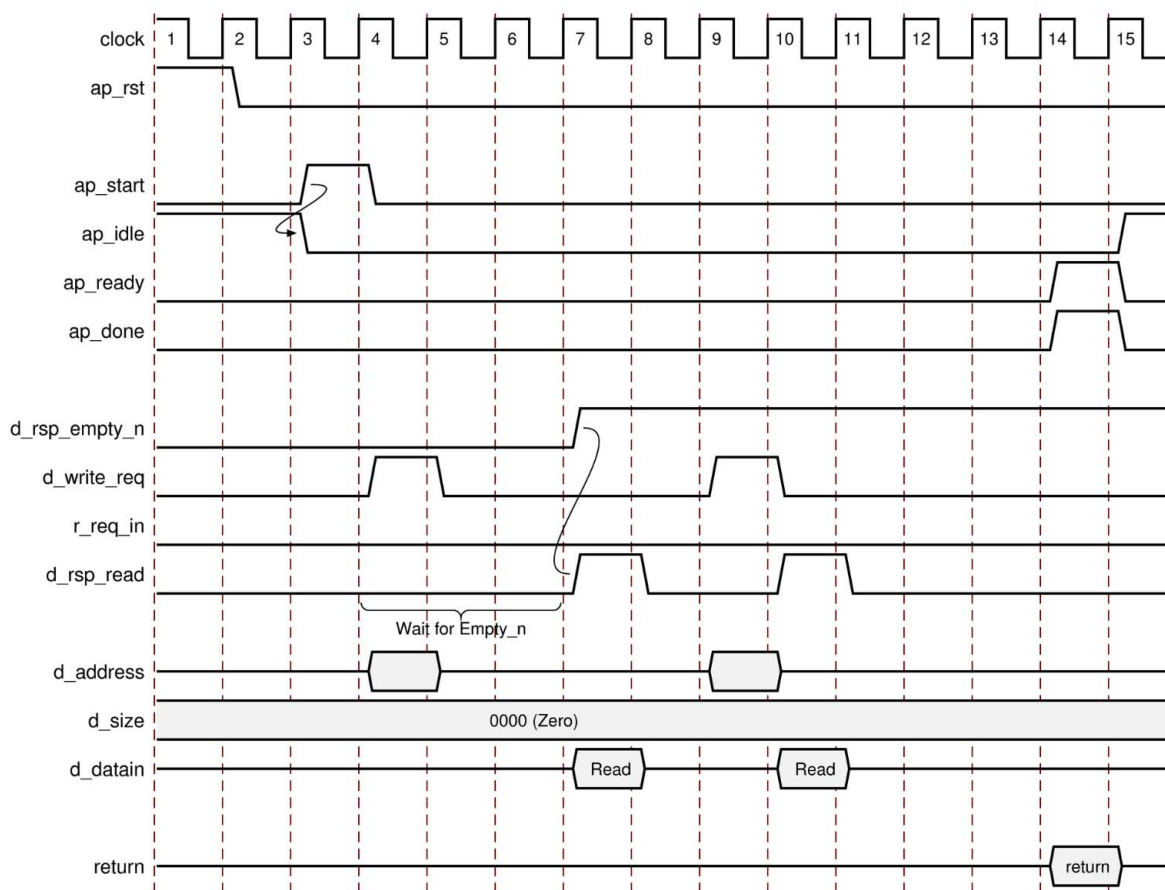 clock 1 2 3 4 5 6 7 8 9 10 11 12 13 14 15
ap_rst
ap_start
ap_idle
ap_ready
ap_done
d_rsp_empty_n
d_write_req
r_req_in
d_rsp_read
Wait for Empty_n
d_address
d_size 0000 (Zero)
d_datain Read Read
return return